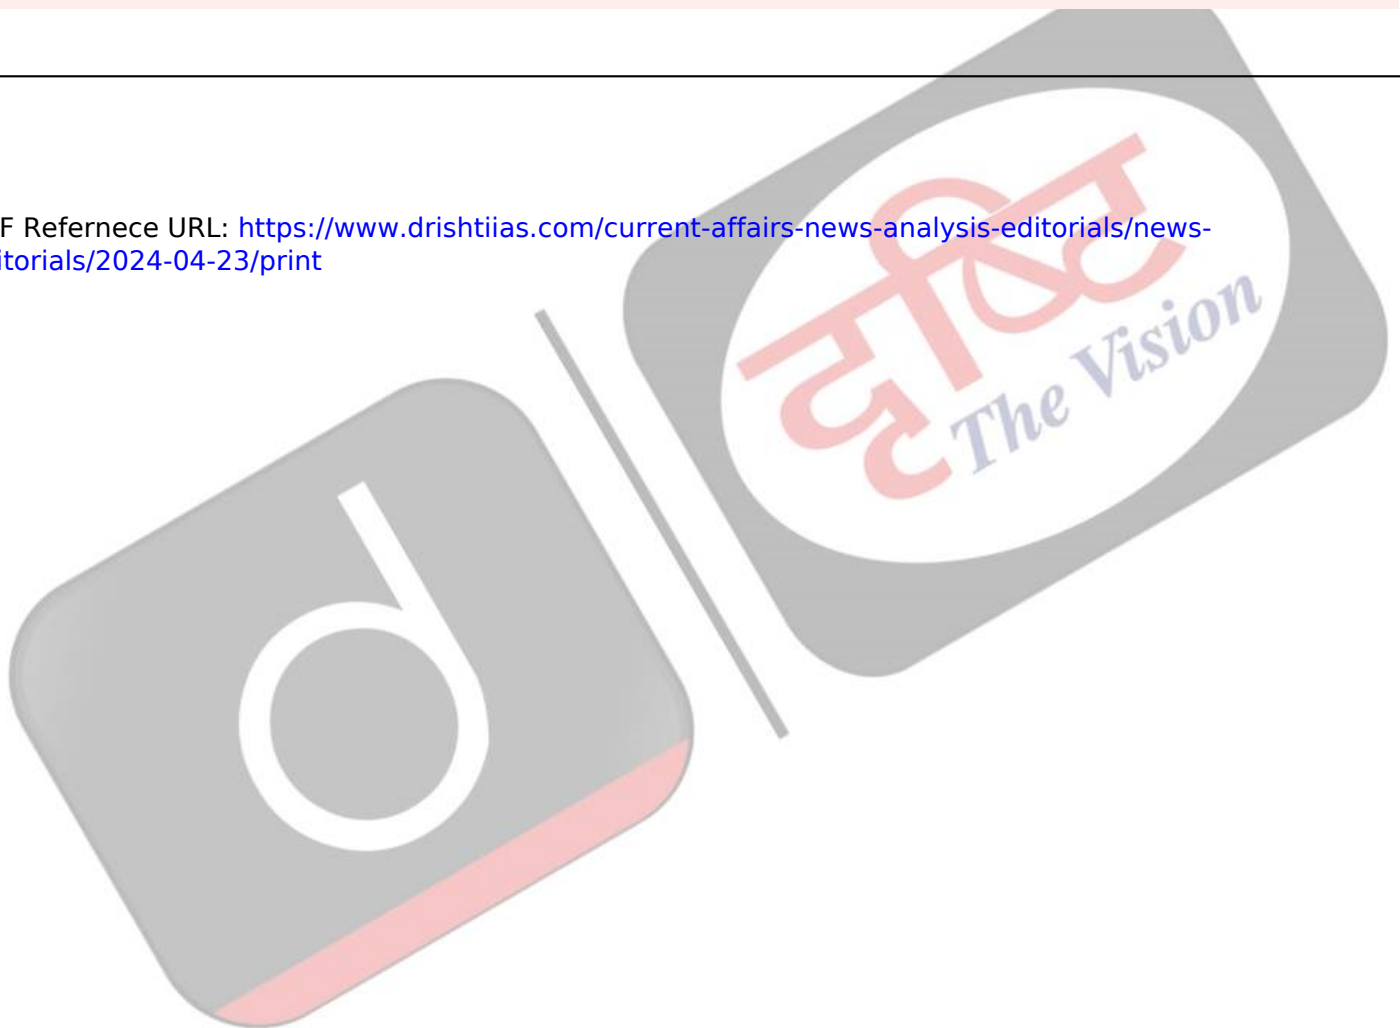 F Refernece URL: https://www.drishtiias.com/current-affairs-news-analysis-editorials/news-
itorials/2024-04-23/print
दृष्टि
The Vision
d